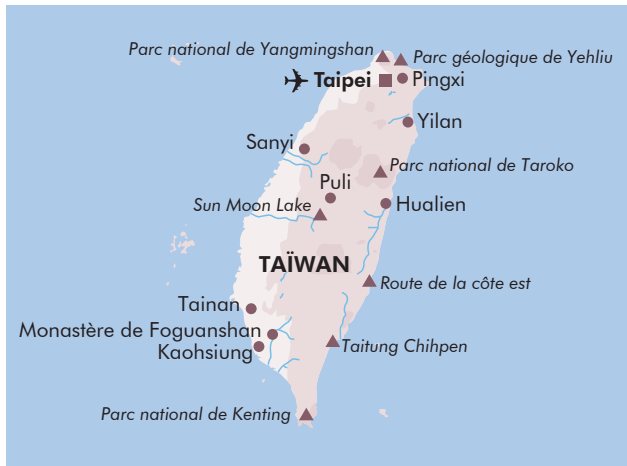 Parc national de Yangmingshan
Parc géologique de Yehliu
Taipei
Pingxi
Yilan
Sanyi
Parc national de Taroko
Puli
Sun Moon Lake
Hualien
TAÏWAN
Route de la côte est
Tainan
Monastère de Foguanshan
Kaohsiung
Taitung Chihpen
Parc national de Kenting